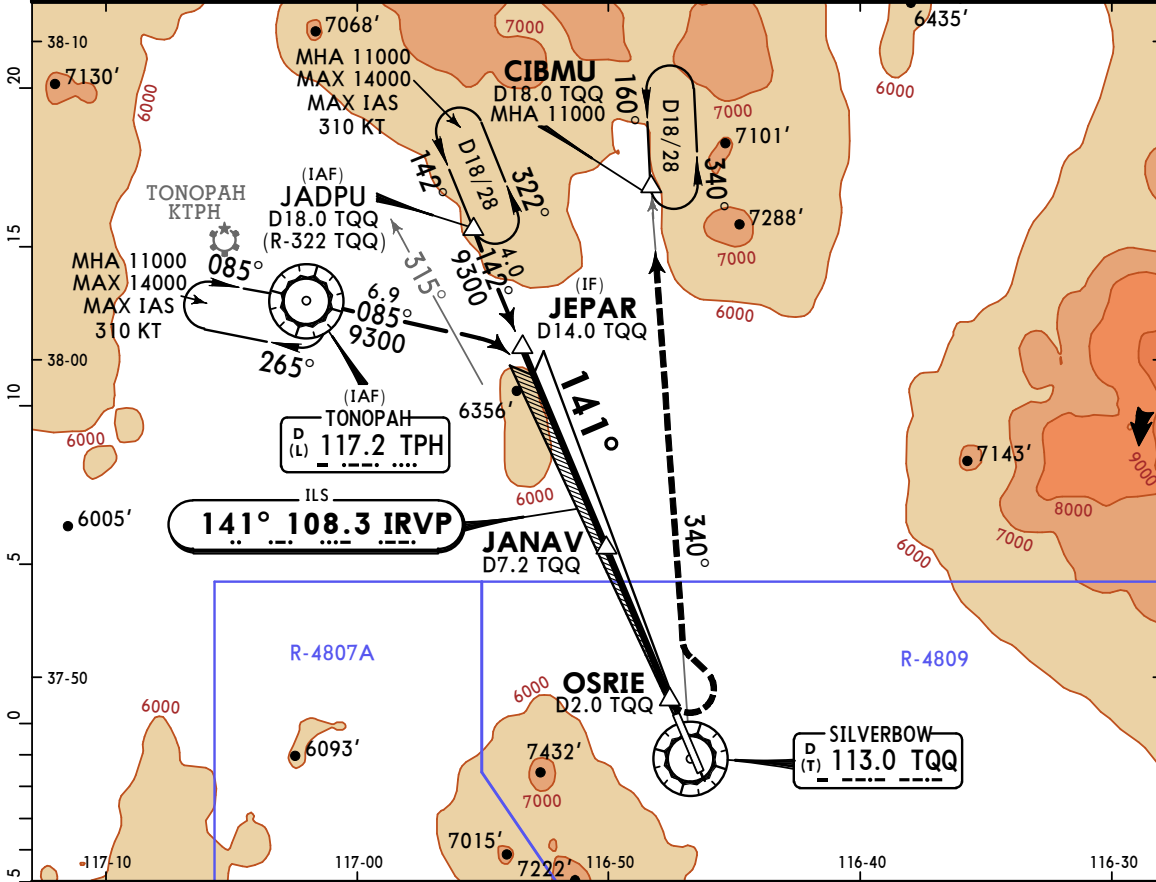 7068'
7000
6435'
38-10
MHA 11000
MAX 14000
MAX IAS
310 KT
CIBMU
D18.0 TQQ
MHA 11000
160°
D18/28
340°
7130'
6000
20
6000
7000
7101'
D18/28
142°
322°
(IAF)
JADPU
D18.0 TQQ
(R-322 TQQ)
TONOPAH
KTPH
7288'
7000
15
MHA 11000
MAX 14000
MAX IAS
310 KT
085°
265°
6.9
085°
9300
315°
4.0
142°
9300
(IF)
JEPAR
D14.0 TQQ
6000
38-00
(IAF)
TONOPAH
D
(L)
117.2 TPH
6356'
141°
10
6000
7143'
9000
8000
7000
6000
6005'
6000
ILS
141° 108.3 IRVP
JANAV
D7.2 TQQ
340°
5
R-4807A
R-4809
37-50
OSRIE
D2.0 TQQ
6000
6000
0
6093'
7432'
7000
SILVERBOW
D
(T)
113.0 TQQ
7015'
7222'
5
117-10
117-00
116-50
116-40
116-30